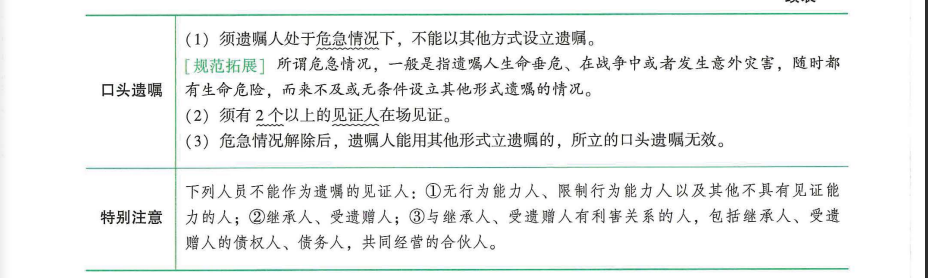 口头遗嘱
（1）须遗嘱人处于危急情况下，不能以其他方式设立遗嘱。
［规范拓展］所谓危急情况，一般是指遗嘱人生命垂危、在战争中或者发生意外灾害，随时都
有生命危险，而来不及或无条件设立其他形式遗嘱的情况。
（2）须有2个以上的见证人在场见证。
（3）危急情况解除后，遗嘱人能用其他形式立遗嘱的，所立的口头遗嘱无效。
特别注意
下列人员不能作为遗嘱的见证人：①无行为能力人、限制行为能力人以及其他不具有见证能
力的人；②继承人、受遗赠人；③与继承人、受遗赠人有利害关系的人，包括继承人、受遗
赠人的债权人、债务人，共同经营的合伙人。